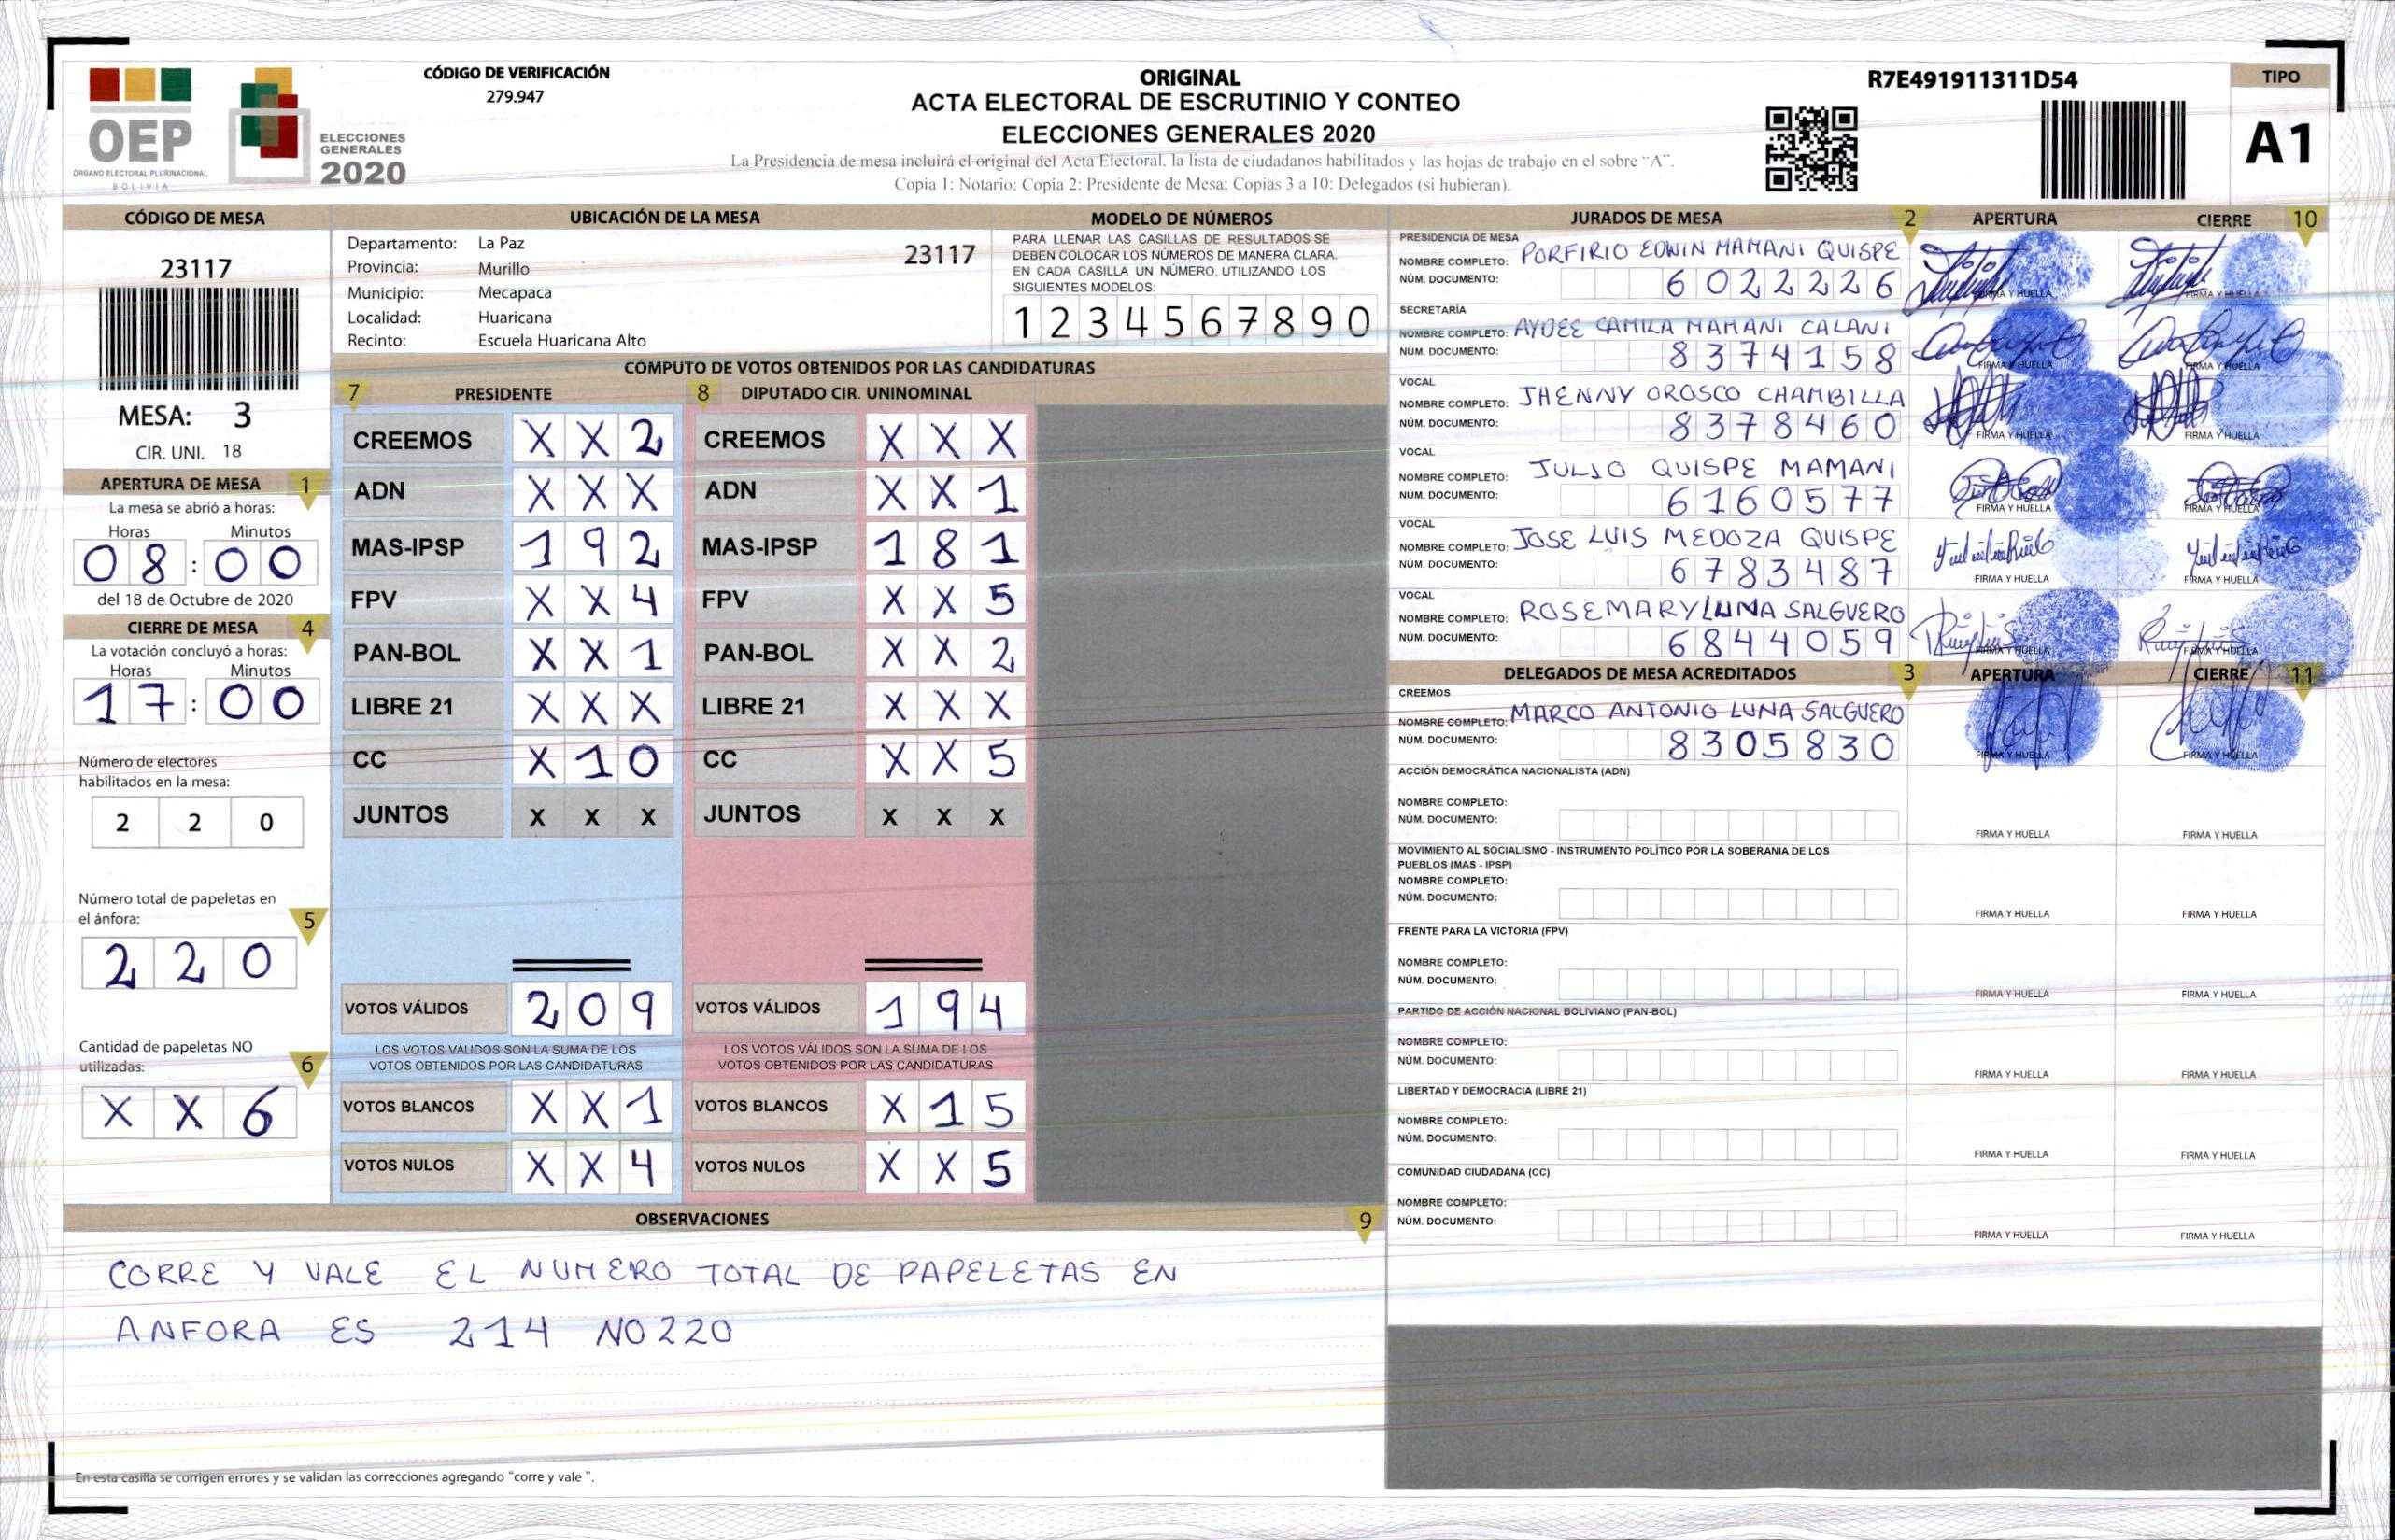 CÓDIGO DE VERIFICACIÓN
279.947
OEP
ÓRGANO ELECTORAL PLURINACIONAL
BOLIVIA
ELECCIONES
GENERALES
2020
ORIGINAL
ACTA ELECTORAL DE ESCRUTINIO Y CONTEO
ELECCIONES GENERALES 2020
La Presidencia de mesa incluirá el original del Acta Electoral, la lista de ciudadanos habilitados y las hojas de trabajo en el sobre "A".
Copia 1: Notario; Copia 2: Presidente de Mesa; Copias 3 a 10: Delegados (si hubieran).
R7E491911311D54
TIPO
A1
CÓDIGO DE MESA
23117
MESA: 3
CIR. UNI. 18
APERTURA DE MESA 1
La mesa se abrió a horas:
Horas Minutos
08:00
del 18 de Octubre de 2020
CIERRE DE MESA 4
La votación concluyó a horas:
Horas Minutos
17:00
Número de electores
habilitados en la mesa:
2 2 0
Número total de papeletas en
el ánfora: 5
2 2 0
Cantidad de papeletas NO
utilizadas: 6
X X 6
UBICACIÓN DE LA MESA
Departamento: La Paz 23117
Provincia: Murillo
Municipio: Mecapaca
Localidad: Huaricana
Recinto: Escuela Huaricana Alto
MODELO DE NÚMEROS
PARA LLENAR LAS CASILLAS DE RESULTADOS SE
DEBEN COLOCAR LOS NÚMEROS DE MANERA CLARA.
EN CADA CASILLA UN NÚMERO, UTILIZANDO LOS
SIGUIENTES MODELOS:
1 2 3 4 5 6 7 8 9 0
CÓMPUTO DE VOTOS OBTENIDOS POR LAS CANDIDATURAS
7 PRESIDENTE 8 DIPUTADO CIR. UNINOMINAL
CREEMOS X X 2 CREEMOS X X X
ADN X X X ADN X X 1
MAS-IPSP 1 9 2 MAS-IPSP 1 8 1
FPV X X 4 FPV X X 5
PAN-BOL X X 1 PAN-BOL X X 2
LIBRE 21 X X X LIBRE 21 X X X
CC X 1 0 CC X X 5
JUNTOS X X X JUNTOS X X X
VOTOS VÁLIDOS 2 0 9 VOTOS VÁLIDOS 1 9 4
LOS VOTOS VÁLIDOS SON LA SUMA DE LOS LOS VOTOS VÁLIDOS SON LA SUMA DE LOS
VOTOS OBTENIDOS POR LAS CANDIDATURAS VOTOS OBTENIDOS POR LAS CANDIDATURAS
VOTOS BLANCOS X X 1 VOTOS BLANCOS X 1 5
VOTOS NULOS X X 4 VOTOS NULOS X X 5
OBSERVACIONES 9
CORRE Y VALE EL NUMERO TOTAL DE PAPELETAS EN
ANFORA ES 214 NO 220
En esta casilla se corrigen errores y se validan las correcciones agregando "corre y vale ".
JURADOS DE MESA 2 APERTURA CIERRE 10
PRESIDENCIA DE MESA
NOMBRE COMPLETO: PORFIRIO EDWIN MAMANI QUISPE
NÚM. DOCUMENTO: 6022226 FIRMA Y HUELLA FIRMA Y HUELLA
SECRETARÍA
NOMBRE COMPLETO: AYDEE CAMILA MAMANI CALANI
NÚM. DOCUMENTO: 8374158 FIRMA Y HUELLA FIRMA Y HUELLA
VOCAL
NOMBRE COMPLETO: JHENNY OROSCO CHAMBILLA
NÚM. DOCUMENTO: 8378460 FIRMA Y HUELLA FIRMA Y HUELLA
VOCAL
NOMBRE COMPLETO: JULIO QUISPE MAMANI
NÚM. DOCUMENTO: 6160577 FIRMA Y HUELLA FIRMA Y HUELLA
VOCAL
NOMBRE COMPLETO: JOSE LUIS MEDOZA QUISPE
NÚM. DOCUMENTO: 6783487 FIRMA Y HUELLA FIRMA Y HUELLA
VOCAL
NOMBRE COMPLETO: ROSEMARY LUNA SALGUERO
NÚM. DOCUMENTO: 6844059 FIRMA Y HUELLA FIRMA Y HUELLA
DELEGADOS DE MESA ACREDITADOS 3 APERTURA CIERRE 11
CREEMOS
NOMBRE COMPLETO: MARCO ANTONIO LUNA SALGUERO
NÚM. DOCUMENTO: 8305830 FIRMA Y HUELLA FIRMA Y HUELLA
ACCIÓN DEMOCRÁTICA NACIONALISTA (ADN)
NOMBRE COMPLETO:
NÚM. DOCUMENTO: FIRMA Y HUELLA FIRMA Y HUELLA
MOVIMIENTO AL SOCIALISMO - INSTRUMENTO POLÍTICO POR LA SOBERANIA DE LOS
PUEBLOS (MAS - IPSP)
NOMBRE COMPLETO:
NÚM. DOCUMENTO: FIRMA Y HUELLA FIRMA Y HUELLA
FRENTE PARA LA VICTORIA (FPV)
NOMBRE COMPLETO:
NÚM. DOCUMENTO: FIRMA Y HUELLA FIRMA Y HUELLA
PARTIDO DE ACCIÓN NACIONAL BOLIVIANO (PAN-BOL)
NOMBRE COMPLETO:
NÚM. DOCUMENTO: FIRMA Y HUELLA FIRMA Y HUELLA
LIBERTAD Y DEMOCRACIA (LIBRE 21)
NOMBRE COMPLETO:
NÚM. DOCUMENTO: FIRMA Y HUELLA FIRMA Y HUELLA
COMUNIDAD CIUDADANA (CC)
NOMBRE COMPLETO:
NÚM. DOCUMENTO: FIRMA Y HUELLA FIRMA Y HUELLA